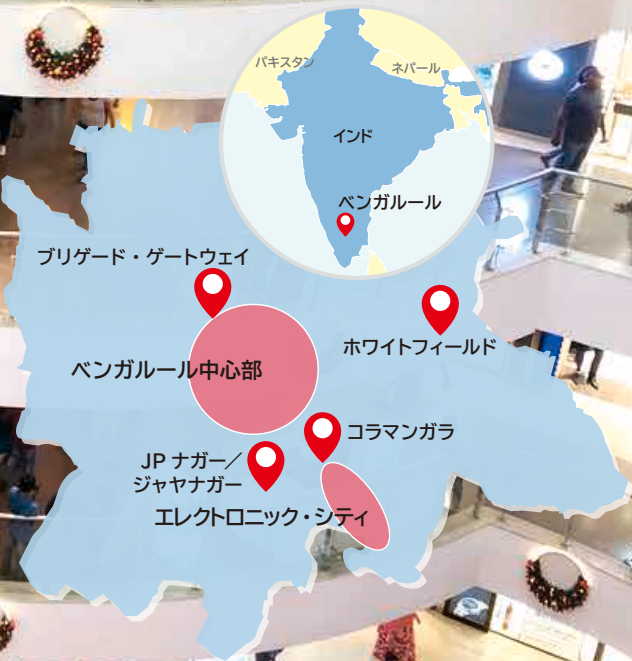 パキスタン
ネパール
インド
ベンガルール
ブリゲード・ゲートウェイ
ホワイトフィールド
ベンガルール中心部
コラマンガラ
JP ナガー／
ジャヤナガー
エレクトロニック・シティ